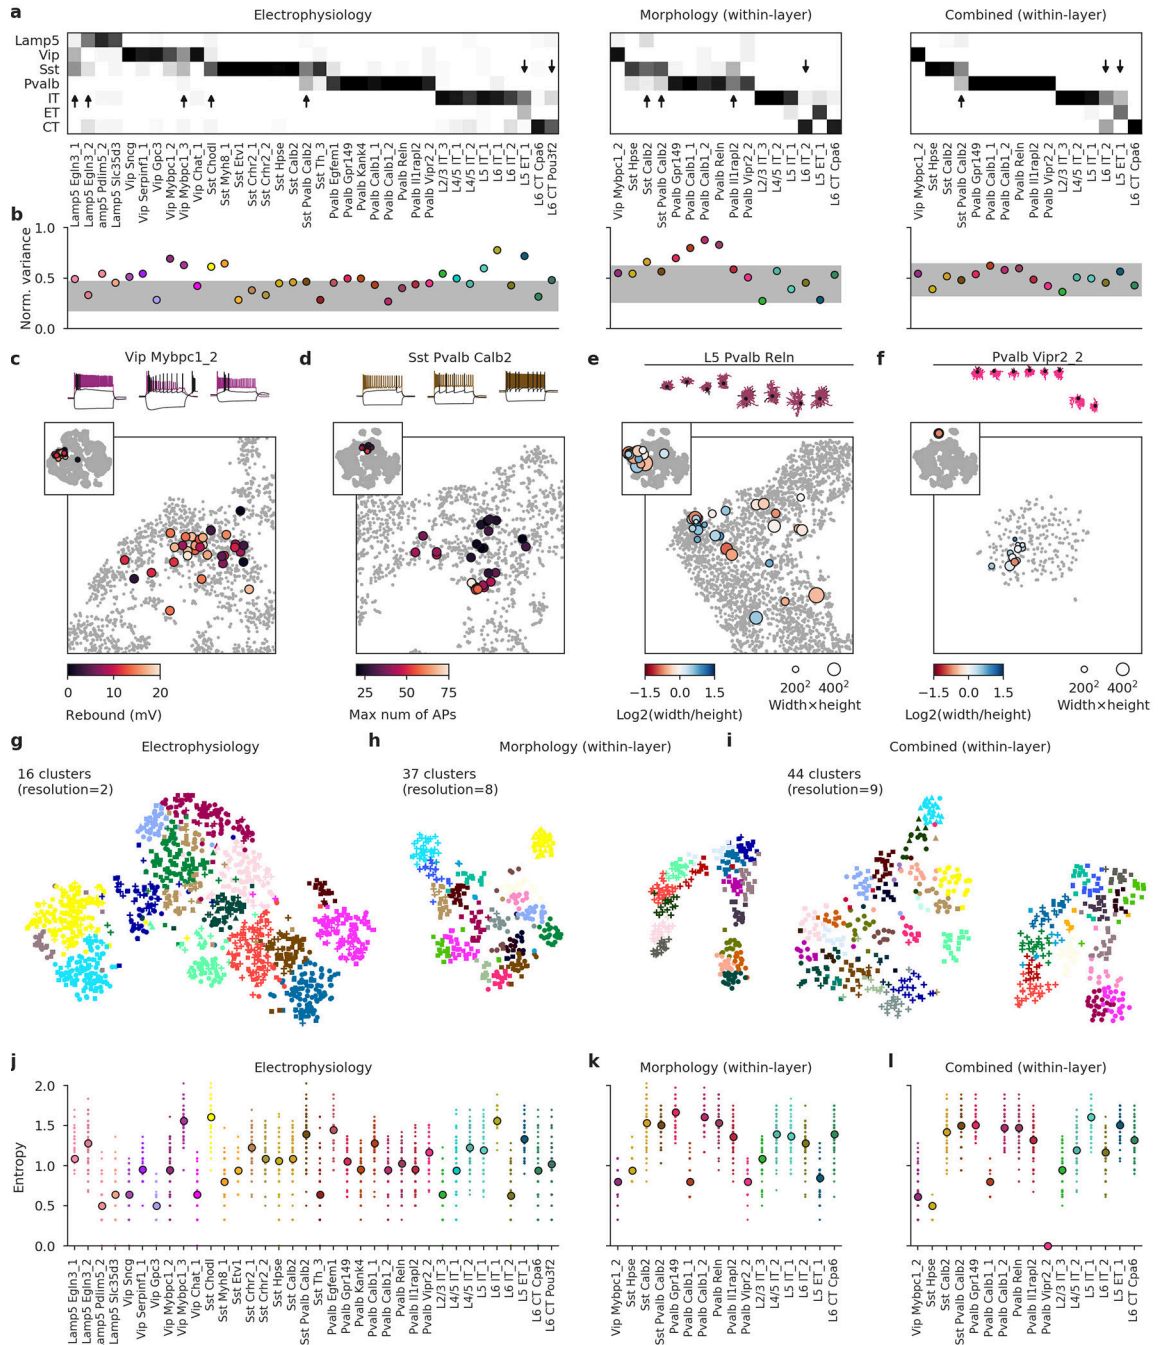 a
Electrophysiology
Morphology (within-layer)
Combined (within-layer)
Lamp5
Vip
Sst
Pvalb
IT
ET
CT
Lamp5 Egln3_1
Lamp5 Egln3_2
amp5 Pdlim5_2
Lamp5 Slc35d3
Vip Sncg
Vip Serpinf1_1
Vip Gpc3
Vip Mybpc1_2
Vip Mybpc1_3
Vip Chat_1
Sst Chodl
Sst Myh8_1
Sst Etv1
Sst Crhr2_1
Sst Crhr2_2
Sst Hpse
Sst Calb2
Sst Pvalb Calb2
Sst Th_3
Pvalb Egfem1
Pvalb Gpr149
Pvalb Kank4
Pvalb Calb1_1
Pvalb Calb1_2
Pvalb Reln
Pvalb Il1rapl2
Pvalb Vipr2_2
L2/3 IT_3
L4/5 IT_1
L4/5 IT_2
L5 IT_1
L6 IT_1
L6 IT_2
L5 ET_1
L6 CT Cpa6
L6 CT Pou3f2
Vip Mybpc1_2
Sst Hpse
Sst Calb2
Sst Pvalb Calb2
Pvalb Gpr149
Pvalb Calb1_1
Pvalb Calb1_2
Pvalb Reln
Pvalb Il1rapl2
Pvalb Vipr2_2
L2/3 IT_3
L4/5 IT_2
L5 IT_1
L6 IT_2
L5 ET_1
L6 CT Cpa6
Vip Mybpc1_2
Sst Hpse
Sst Calb2
Sst Pvalb Calb2
Pvalb Gpr149
Pvalb Calb1_1
Pvalb Calb1_2
Pvalb Reln
Pvalb Il1rapl2
Pvalb Vipr2_2
L2/3 IT_3
L4/5 IT_2
L5 IT_1
L6 IT_2
L5 ET_1
L6 CT Cpa6
b
Norm. variance
1.0
0.5
0.0
c
Vip Mybpc1_2
d
Sst Pvalb Calb2
e
L5 Pvalb Reln
f
Pvalb Vipr2_2
0 10 20
Rebound (mV)
25 50 75
Max num of APs
−1.5 0.0 1.5
Log2(width/height)
200² 400²
Width×height
−1.5 0.0 1.5
Log2(width/height)
200² 400²
Width×height
g
Electrophysiology
16 clusters
(resolution=2)
h
Morphology (within-layer)
37 clusters
(resolution=8)
i
Combined (within-layer)
44 clusters
(resolution=9)
j
Electrophysiology
k
Morphology (within-layer)
l
Combined (within-layer)
Entropy
2.0
1.5
1.0
0.5
0.0
Lamp5 Egln3_1
Lamp5 Egln3_2
amp5 Pdlim5_2
Lamp5 Slc35d3
Vip Sncg
Vip Serpinf1_1
Vip Gpc3
Vip Mybpc1_2
Vip Mybpc1_3
Vip Chat_1
Sst Chodl
Sst Myh8_1
Sst Etv1
Sst Crhr2_1
Sst Crhr2_2
Sst Hpse
Sst Calb2
Sst Pvalb Calb2
Sst Th_3
Pvalb Egfem1
Pvalb Gpr149
Pvalb Kank4
Pvalb Calb1_1
Pvalb Calb1_2
Pvalb Reln
Pvalb Il1rapl2
Pvalb Vipr2_2
L2/3 IT_3
L4/5 IT_1
L4/5 IT_2
L5 IT_1
L6 IT_1
L6 IT_2
L5 ET_1
L6 CT Cpa6
L6 CT Pou3f2
Vip Mybpc1_2
Sst Hpse
Sst Calb2
Sst Pvalb Calb2
Pvalb Gpr149
Pvalb Calb1_1
Pvalb Calb1_2
Pvalb Reln
Pvalb Il1rapl2
Pvalb Vipr2_2
L2/3 IT_3
L4/5 IT_2
L5 IT_1
L6 IT_2
L5 ET_1
L6 CT Cpa6
Vip Mybpc1_2
Sst Hpse
Sst Calb2
Sst Pvalb Calb2
Pvalb Gpr149
Pvalb Calb1_1
Pvalb Calb1_2
Pvalb Reln
Pvalb Il1rapl2
Pvalb Vipr2_2
L2/3 IT_3
L4/5 IT_2
L5 IT_1
L6 IT_2
L5 ET_1
L6 CT Cpa6